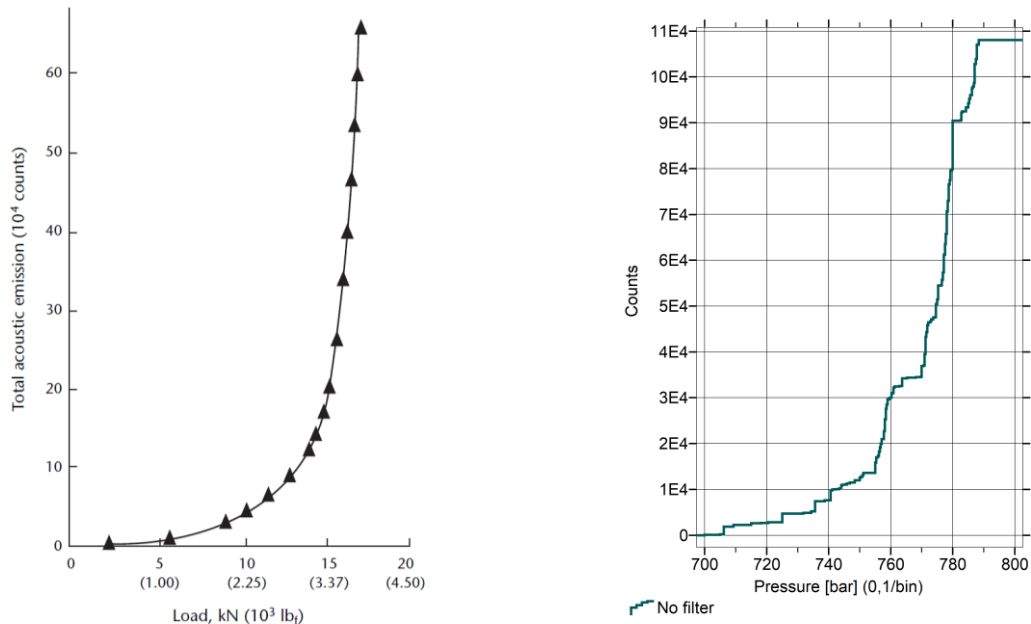 Total acoustic emission (10⁴ counts)
60
50
40
30
20
10
0
0 5 10 15 20
(1.00) (2.25) (3.37) (4.50)
Load, kN (10³ lb_f)
Counts
11E4
10E4
9E4
8E4
7E4
6E4
5E4
4E4
3E4
2E4
1E4
0
700 720 740 760 780 800
Pressure [bar] (0,1/bin)
No filter